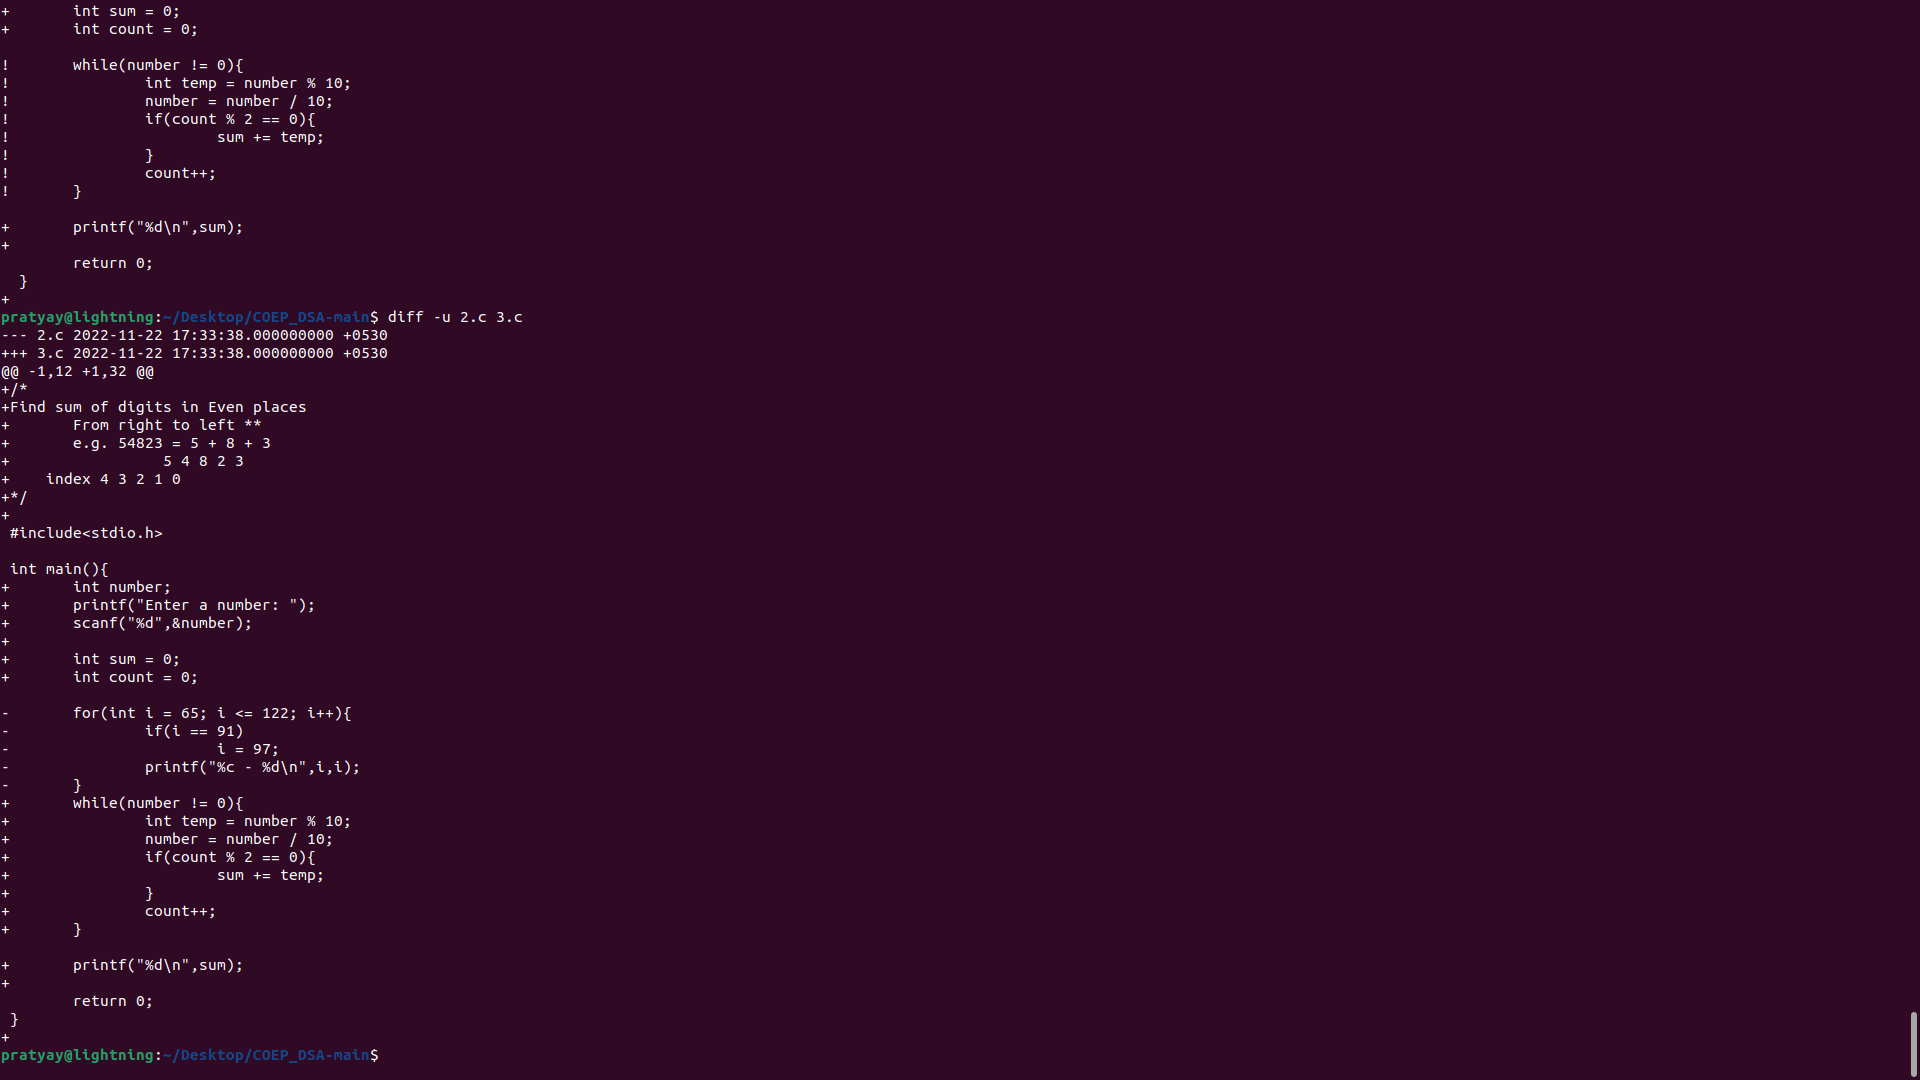 +       int sum = 0;
+       int count = 0;

!       while(number != 0){
!               int temp = number % 10;
!               number = number / 10;
!               if(count % 2 == 0){
!                       sum += temp;
!               }
!               count++;
!       }

+       printf("%d\n",sum);
+
        return 0;
  }
+
pratyay@lightning:~/Desktop/COEP_DSA-main$ diff -u 2.c 3.c
--- 2.c 2022-11-22 17:33:38.000000000 +0530
+++ 3.c 2022-11-22 17:33:38.000000000 +0530
@@ -1,12 +1,32 @@
+/*
+Find sum of digits in Even places
+       From right to left **
+       e.g. 54823 = 5 + 8 + 3
+                 5 4 8 2 3
+    index 4 3 2 1 0
+*/
+
 #include<stdio.h>

 int main(){
+       int number;
+       printf("Enter a number: ");
+       scanf("%d",&number);
+
+       int sum = 0;
+       int count = 0;

-       for(int i = 65; i <= 122; i++){
-               if(i == 91)
-                       i = 97;
-               printf("%c - %d\n",i,i);
-       }
+       while(number != 0){
+               int temp = number % 10;
+               number = number / 10;
+               if(count % 2 == 0){
+                       sum += temp;
+               }
+               count++;
+       }

+       printf("%d\n",sum);
+
        return 0;
 }
+
pratyay@lightning:~/Desktop/COEP_DSA-main$